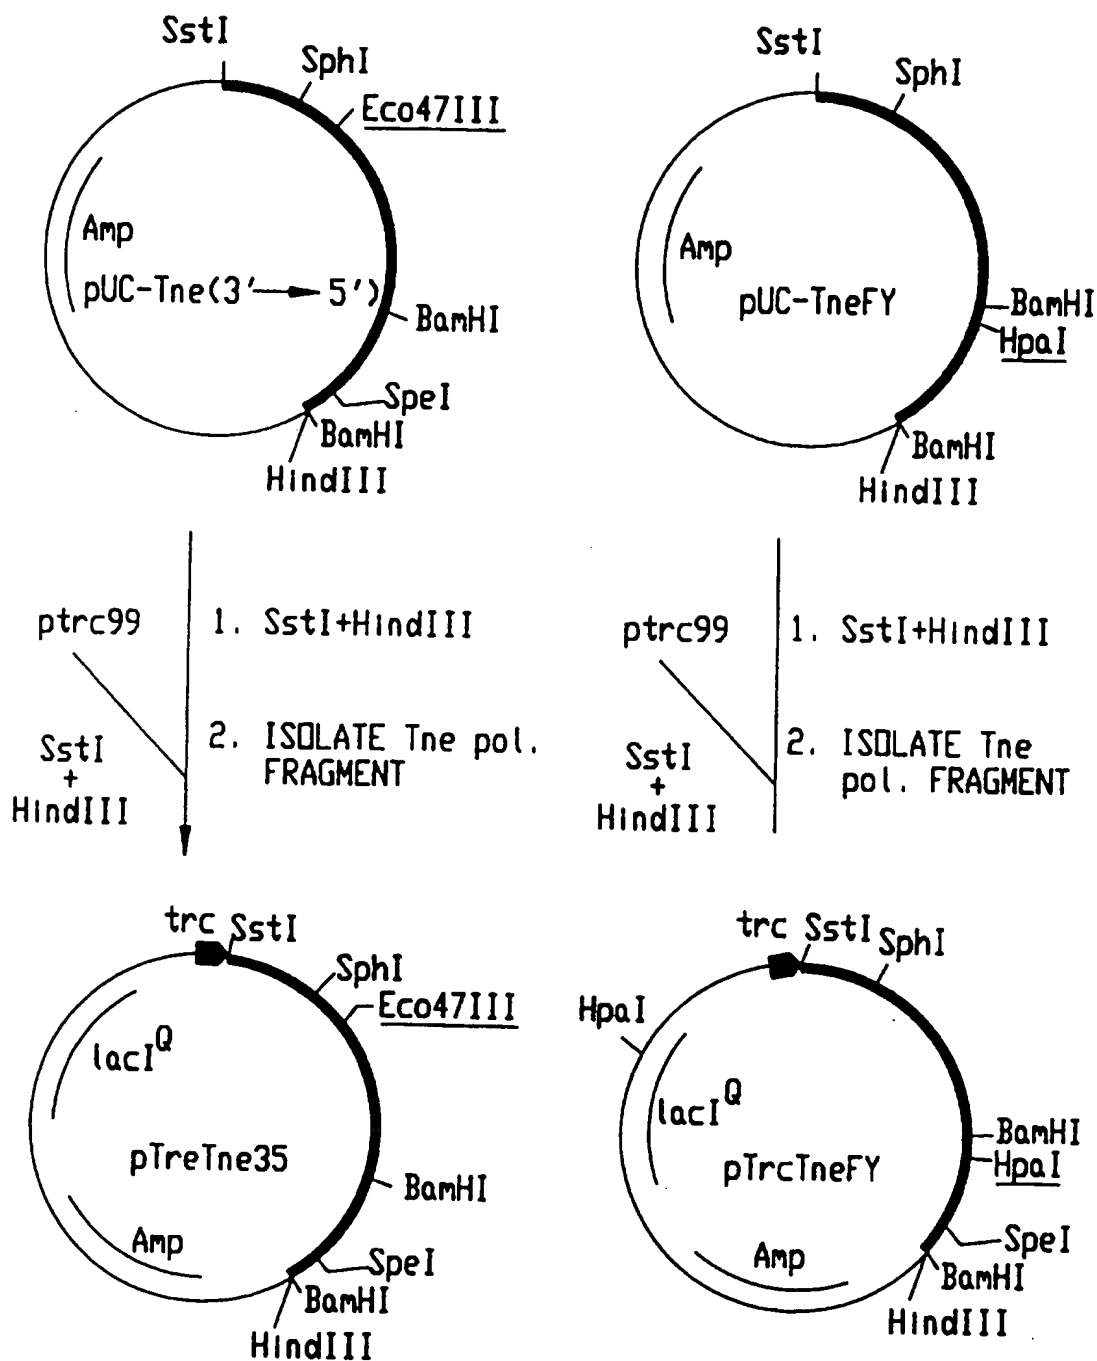 SstI
SphI
Eco47III
Amp
pUC-Tne(3' → 5')
BamHI
SpeI
BamHI
HindIII
SstI
SphI
Amp
pUC-TneFY
BamHI
HpaI
BamHI
HindIII
ptrc99
SstI
+
HindIII
1. SstI+HindIII
2. ISOLATE Tne pol.
FRAGMENT
ptrc99
SstI
+
HindIII
1. SstI+HindIII
2. ISOLATE Tne
pol. FRAGMENT
trc SstI
SphI
Eco47III
lacI^Q
pTreTne35
BamHI
Amp
SpeI
BamHI
HindIII
trc SstI
SphI
HpaI
lacI^Q
pTrcTneFY
BamHI
HpaI
Amp
SpeI
BamHI
HindIII